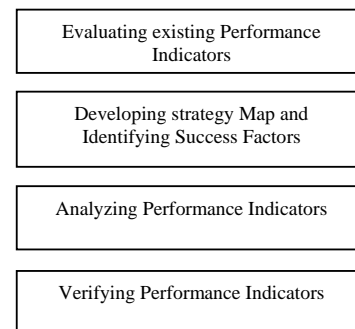 Evaluating existing Performance
Indicators
Developing strategy Map and
Identifying Success Factors
Analyzing Performance Indicators
Verifying Performance Indicators